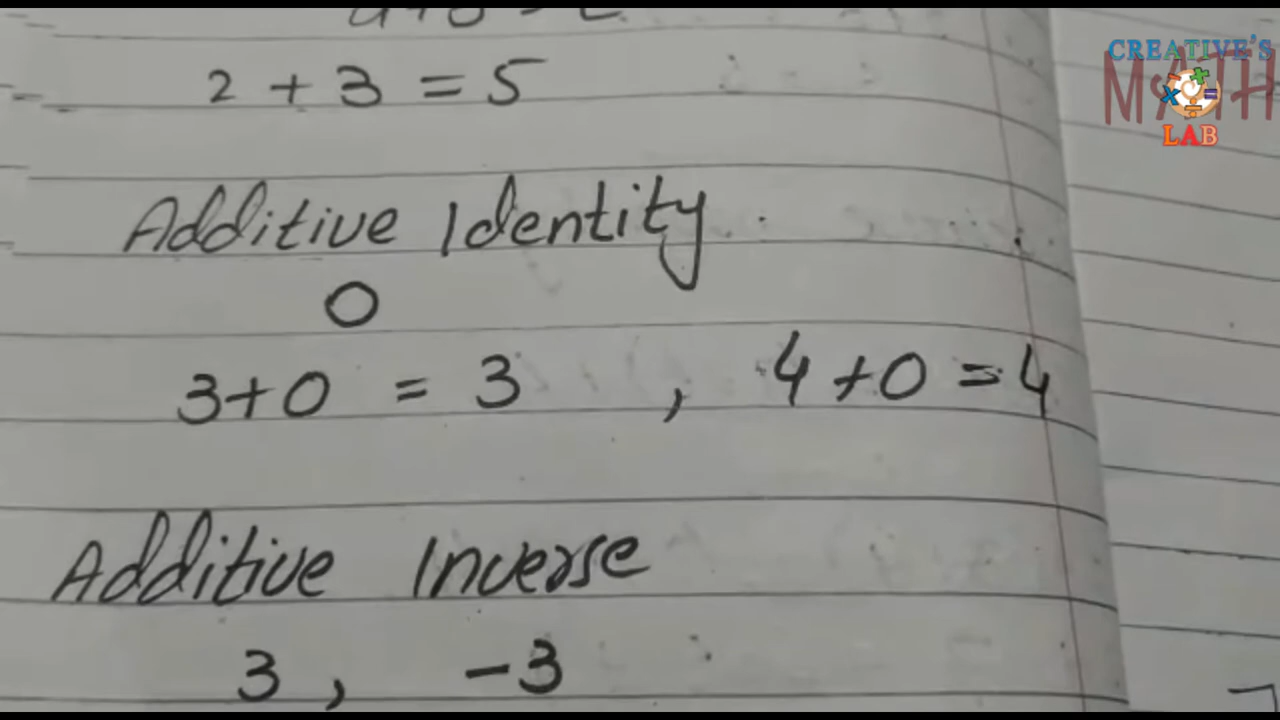 2 + 3 = 5
Additive Identity
0
3+0 = 3 , 4+0 = 4
Additive Inverse
3 , -3
CREATIVE'S
MATH
LAB